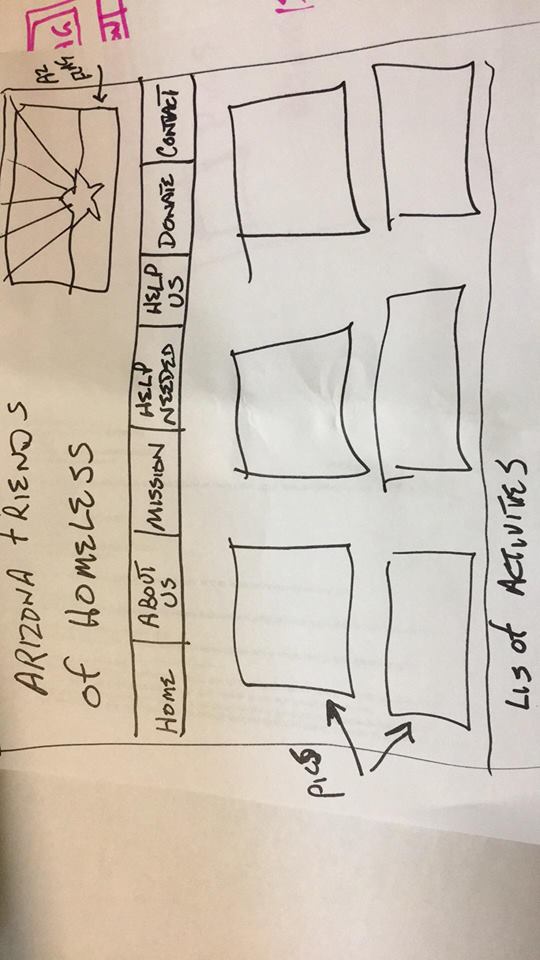 ARIZONA FRIENDS
of HOMELESS
AZ
FLAG
HOME
ABOUT
US
MISSION
HELP
NEEDED
HELP
US
DONATE
CONTACT
PICS
LIS of ACTIVITIES